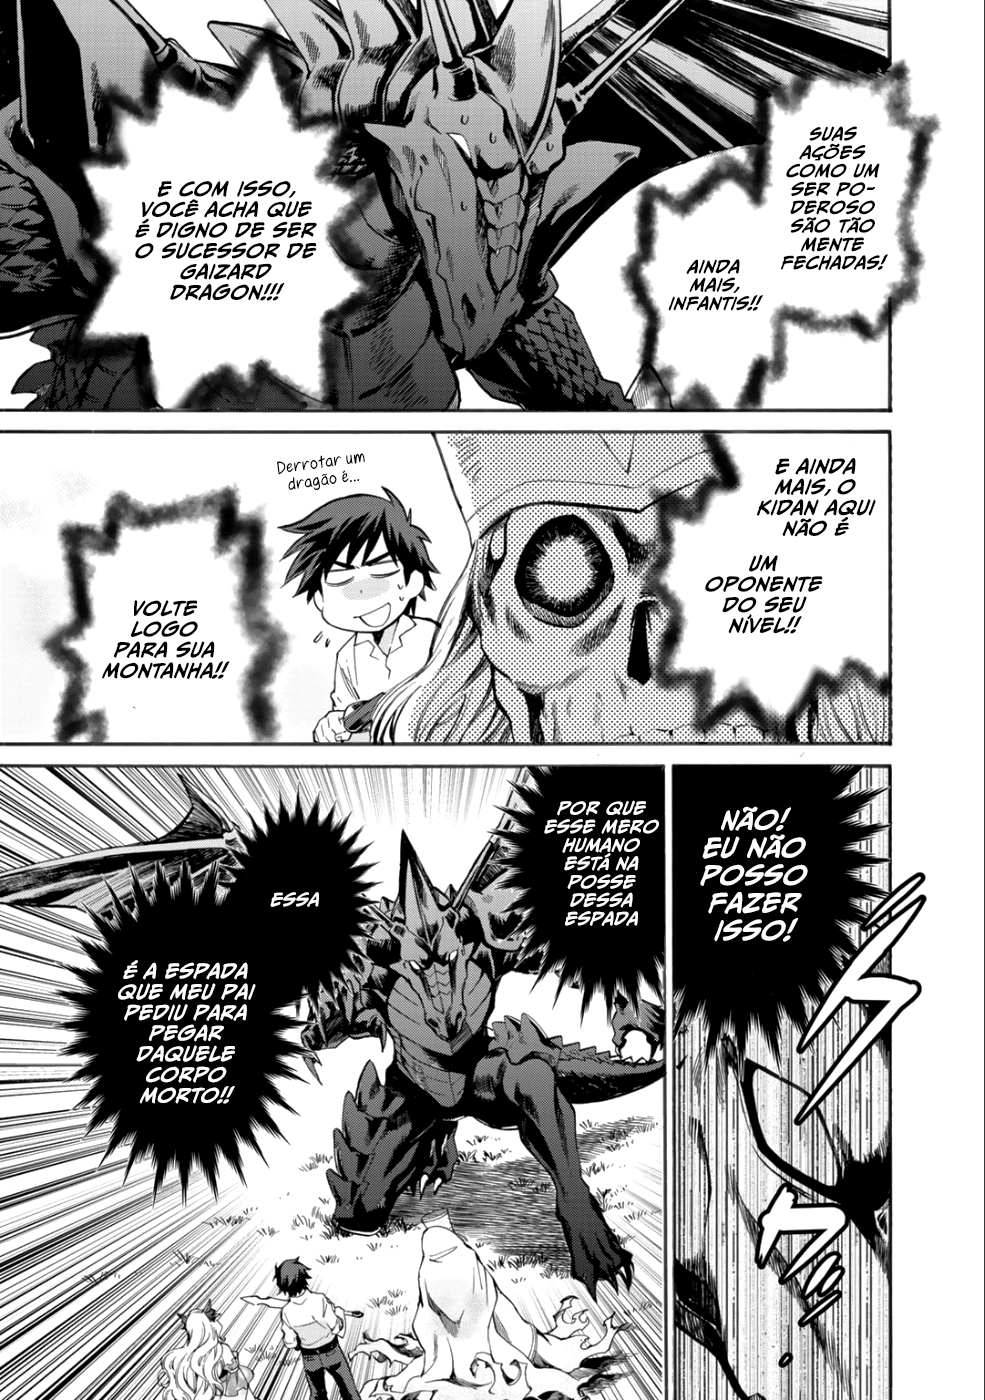 SUAS
AÇÕES
COMO UM
SER PO-
DEROSO
SÃO TÃO
MENTE
FECHADAS!
AINDA
MAIS,
INFANTIS!!
E COM ISSO,
VOCÊ ACHA QUE
É DIGNO DE SER
O SUCESSOR DE
GAIZARD
DRAGON!!!
E AINDA
MAIS, O
KIDAN AQUI
NÃO É
UM
OPONENTE
DO SEU
NÍVEL!!
Derrotar um
dragão é...
VOLTE
LOGO
PARA SUA
MONTANHA!!
NÃO!
EU NÃO
POSSO
FAZER
ISSO!
POR QUE
ESSE MERO
HUMANO
ESTÁ NA
POSSE
DESSA
ESPADA
ESSA
É A ESPADA
QUE MEU PAI
PEDIU PARA
PEGAR
DAQUELE
CORPO
MORTO!!